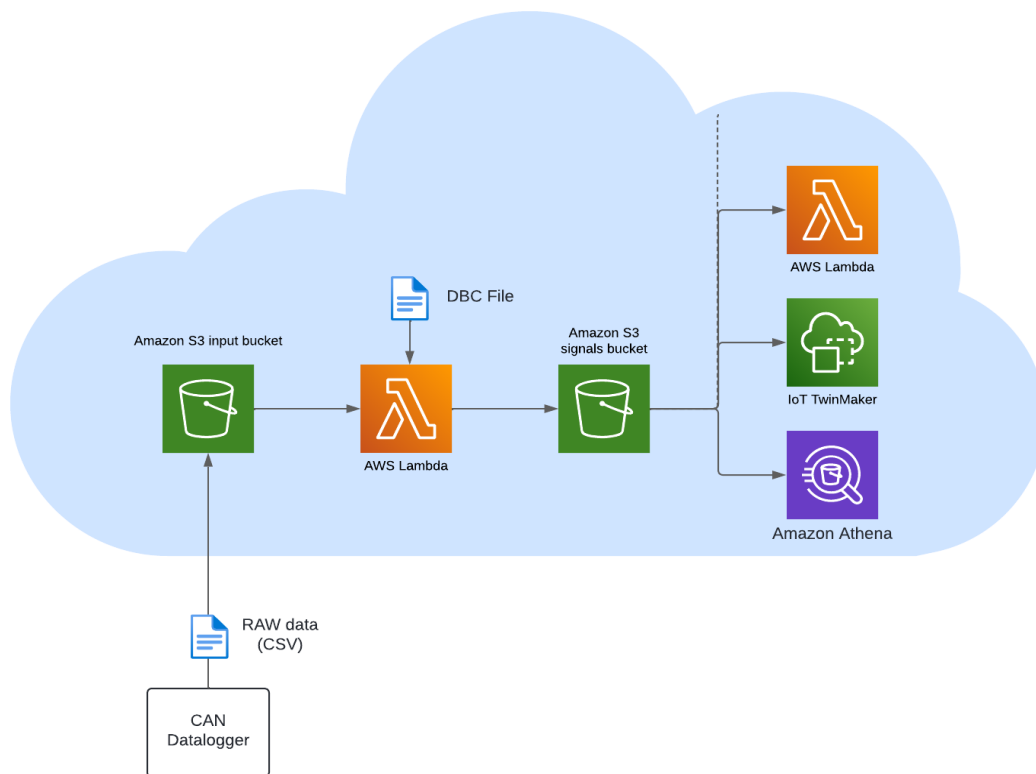 AWS Lambda
DBC File
Amazon S3 input bucket
Amazon S3
signals bucket
IoT TwinMaker
AWS Lambda
Amazon Athena
RAW data
(CSV)
CAN
Datalogger